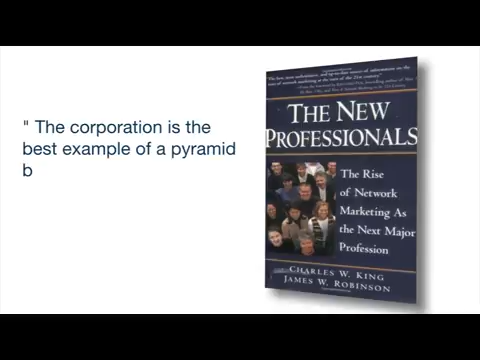 " The corporation is the
best example of a pyramid
b
THE NEW
PROFESSIONALS
The Rise
of Network
Marketing As
the Next Major
Profession
CHARLES W. KING
JAMES W. ROBINSON